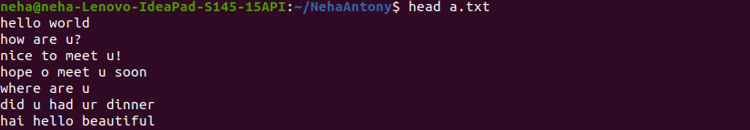 neha@neha-Lenovo-IdeaPad-S145-15API:~/NehaAntony$ head a.txt
hello world
how are u?
nice to meet u!
hope o meet u soon
where are u
did u had ur dinner
hai hello beautiful